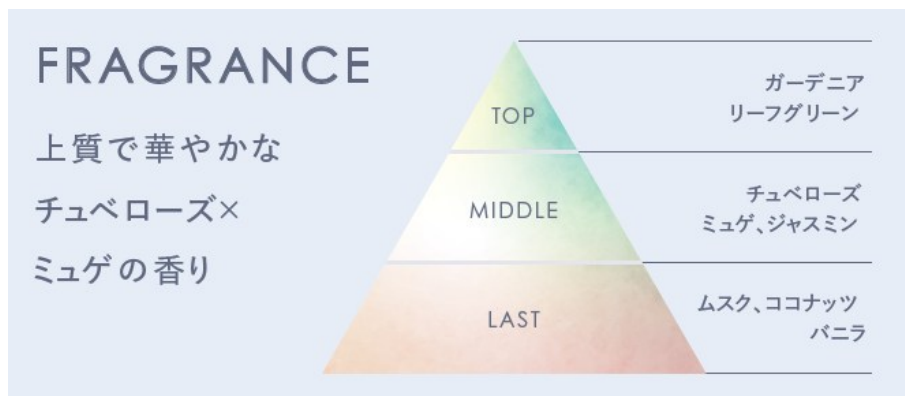 FRAGRANCE
上質で華やかな
チュベローズ×
ミュゲの香り
TOP
ガーデニア
リーフグリーン
MIDDLE
チュベローズ
ミュゲ、ジャスミン
LAST
ムスク、ココナッツ
バニラ